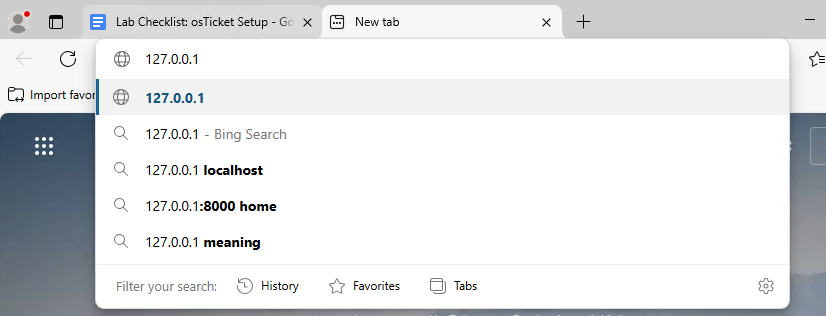 Lab Checklist: osTicket Setup - Go
New tab
127.0.0.1
Import favor
127.0.0.1
127.0.0.1 - Bing Search
127.0.0.1 localhost
127.0.0.1:8000 home
127.0.0.1 meaning
Filter your search: History Favorites Tabs